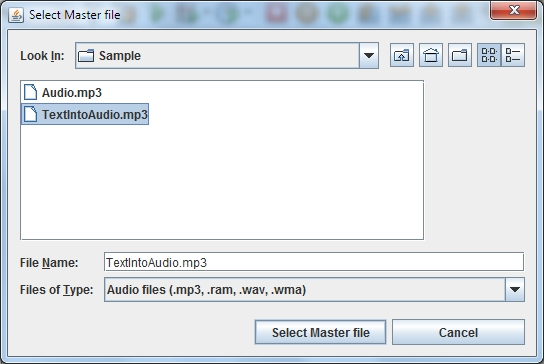 Select Master file
Look In: Sample
Audio.mp3
TextIntoAudio.mp3
File Name: TextIntoAudio.mp3
Files of Type: Audio files (.mp3, .ram, .wav, .wma)
Select Master file Cancel